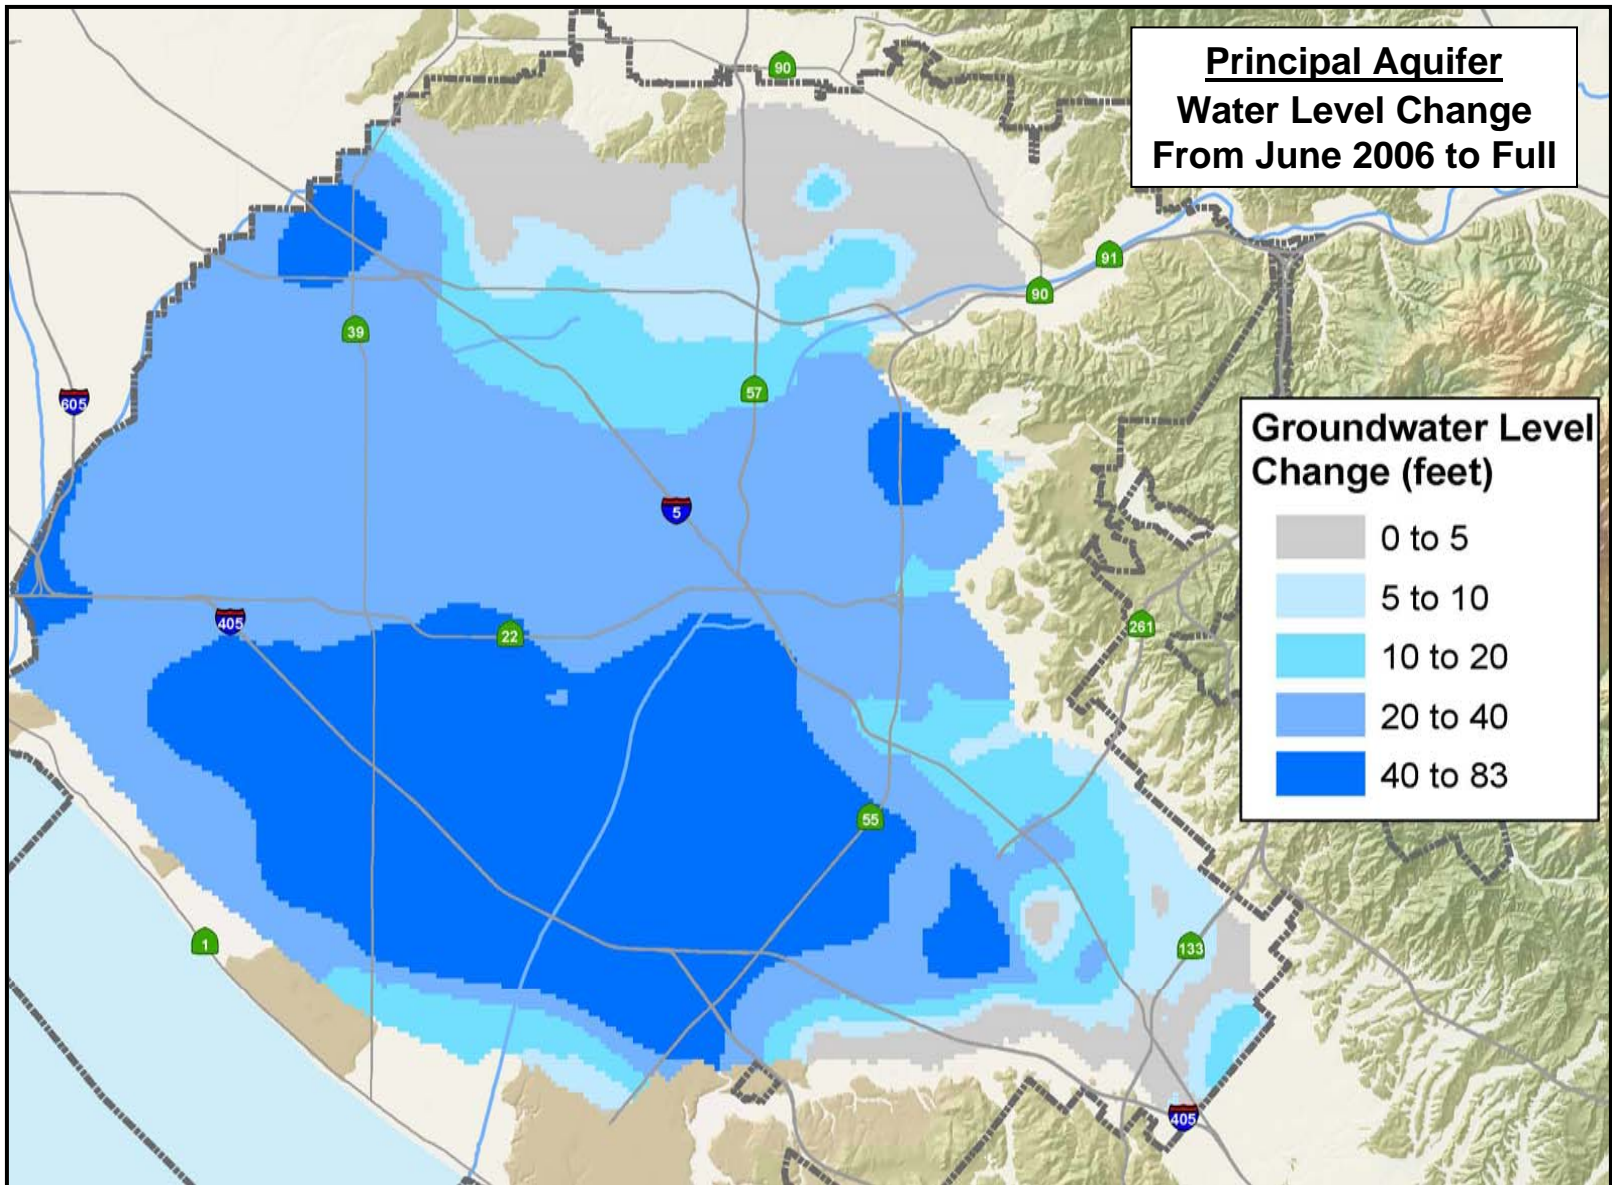 Principal Aquifer
Water Level Change
From June 2006 to Full
90
91
90
39
605
57
5
405
22
261
55
1
133
405
Groundwater Level
Change (feet)
0 to 5
5 to 10
10 to 20
20 to 40
40 to 83